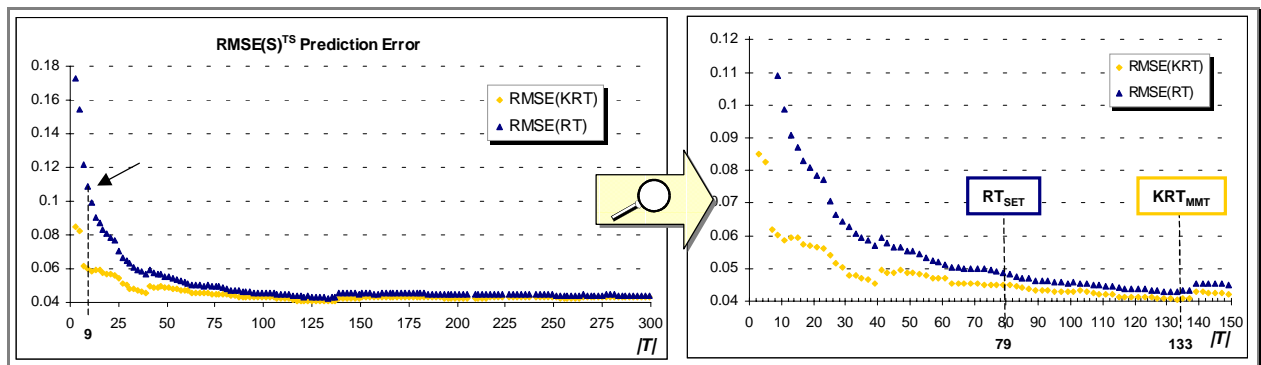 RMSE(S)^TS Prediction Error
0.18
0.16
0.14
0.12
0.1
0.08
0.06
0.04
RMSE(KRT)
RMSE(RT)
0 25 50 75 100 125 150 175 200 225 250 275 300
9
|T|
0.12
0.11
0.1
0.09
0.08
0.07
0.06
0.05
0.04
RMSE(KRT)
RMSE(RT)
RT_SET
KRT_MMT
0 10 20 30 40 50 60 70 80 90 100 110 120 130 140 150
79
133
|T|